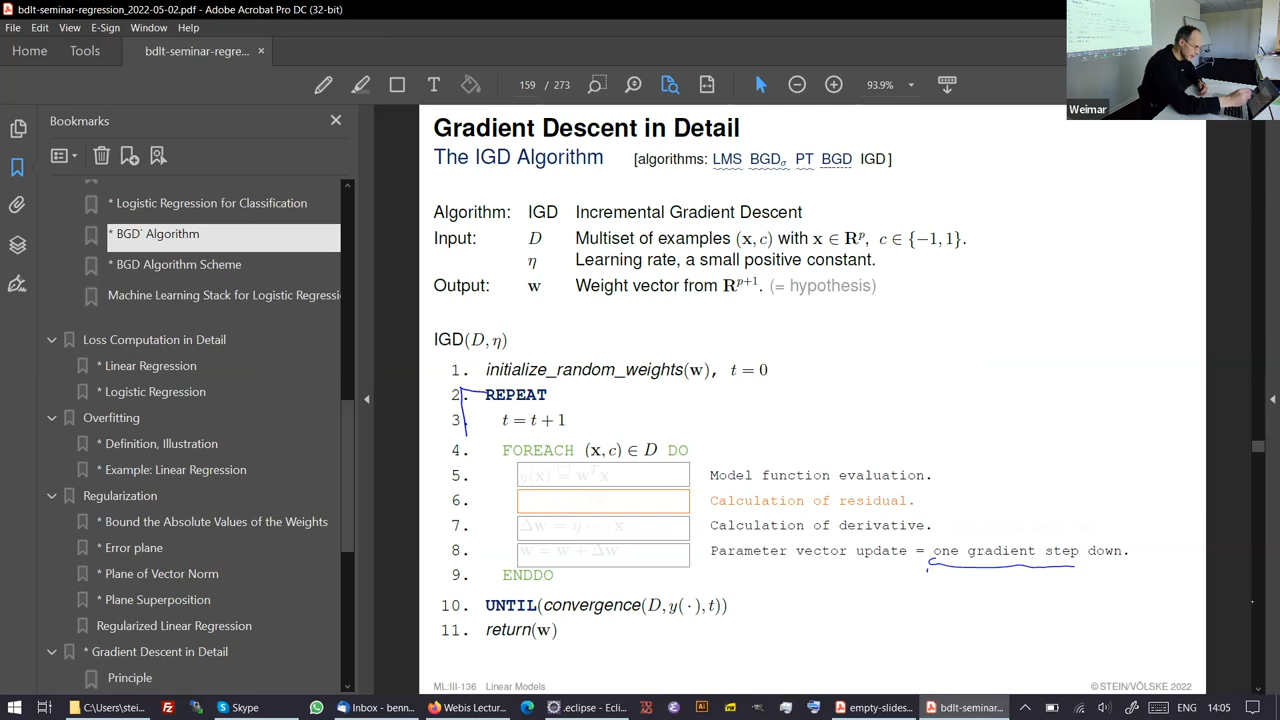 bdlt-seminar-regression_2022-05-02.pdf - Adobe Acrobat Pro DC (32-bit)
File Edit View E-Sign Window Help
Home Tools bdlt-seminar-regre... ×
159 / 273 93.9%
Weimar
Bookmarks
* Logistic Regression for Classification
* BGD Algorithm
* BGD Algorithm Scheme
Machine Learning Stack for Logistic Regressi
Loss Computation in Detail
* Linear Regression
* Logistic Regression
Overfitting
* Definition, Illustration
* Example: Linear Regression
Regularization
* Bound the Absolute Values of the Weights
* Error plane
* Plane of Vector Norm
* Plane Superposition
Regularized Linear Regression
* Gradient Descent in Detail
Principle
Gradient Descent in Detail
The IGD Algorithm [algorithms: LMS BGDσ PT BGD IGD ]
Algorithm: IGD Incremental Gradient Descent
Input: D Multiset of examples (x, c) with x ∈ R^p, c ∈ {−1, 1}.
η Learning rate, a small positive constant.
Output: w Weight vector from R^{p+1}. (= hypothesis)
IGD(D, η)
1. initialize_random_weights(w), t = 0
2. REPEAT
3. t = t + 1
4. FOREACH (x, c) ∈ D DO
5. y(x) = w^T x Model function evaluation.
6. Calculation of residual.
7. Δw = η · x Calculation of derivative.
8. w = w + Δw Parameter vector update = one gradient step down.
9. ENDDO
10. UNTIL(convergence(D, y(·), t))
11. return(w)
ML:III-136 Linear Models ©STEIN/VÖLSKE 2022
C:\Users\stei... Skype Inbox - benn... Webis Lectur... .eclipse - Ecli... empty-slides... bdlt-seminar... ENG 14:05